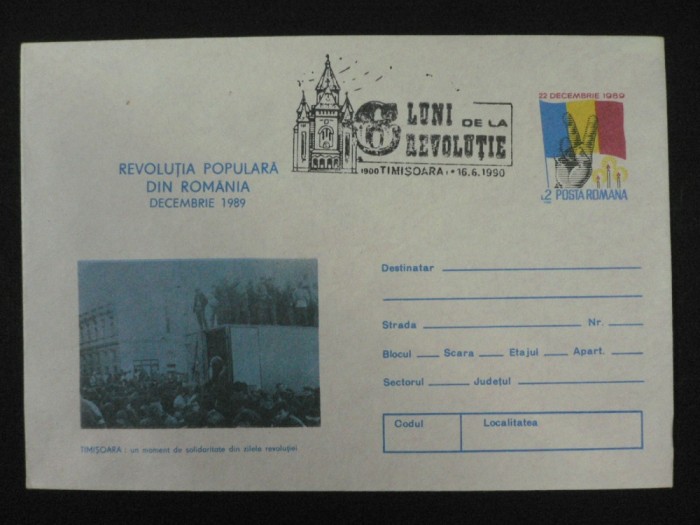 6 LUNI DE LA
REVOLUȚIE
1900 TIMIȘOARA 1 • 16.6.1990
22 DECEMBRIE 1989
2
POSTA ROMANA
REVOLUȚIA POPULARĂ
DIN ROMÂNIA
DECEMBRIE 1989
TIMIȘOARA : un moment de solidaritate din zilele revoluției
Destinatar
Strada Nr.
Blocul Scara Etajul Apart.
Sectorul Județul
Codul Localitatea